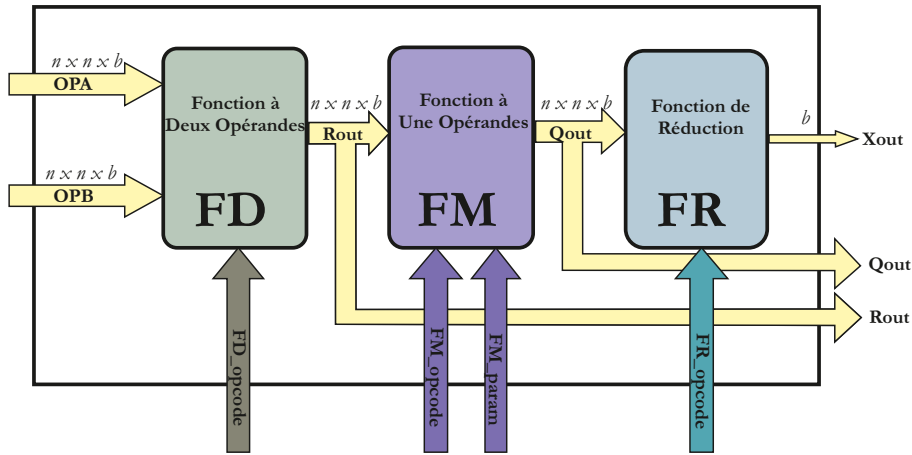 n × n × b
OPA
n × n × b
OPB
Fonction à
Deux Opérandes
FD
n × n × b
Rout
Fonction à
Une Opérandes
FM
n × n × b
Qout
Fonction de
Réduction
FR
b
Xout
Qout
Rout
FD_opcode
FM_opcode
FM_param
FR_opcode